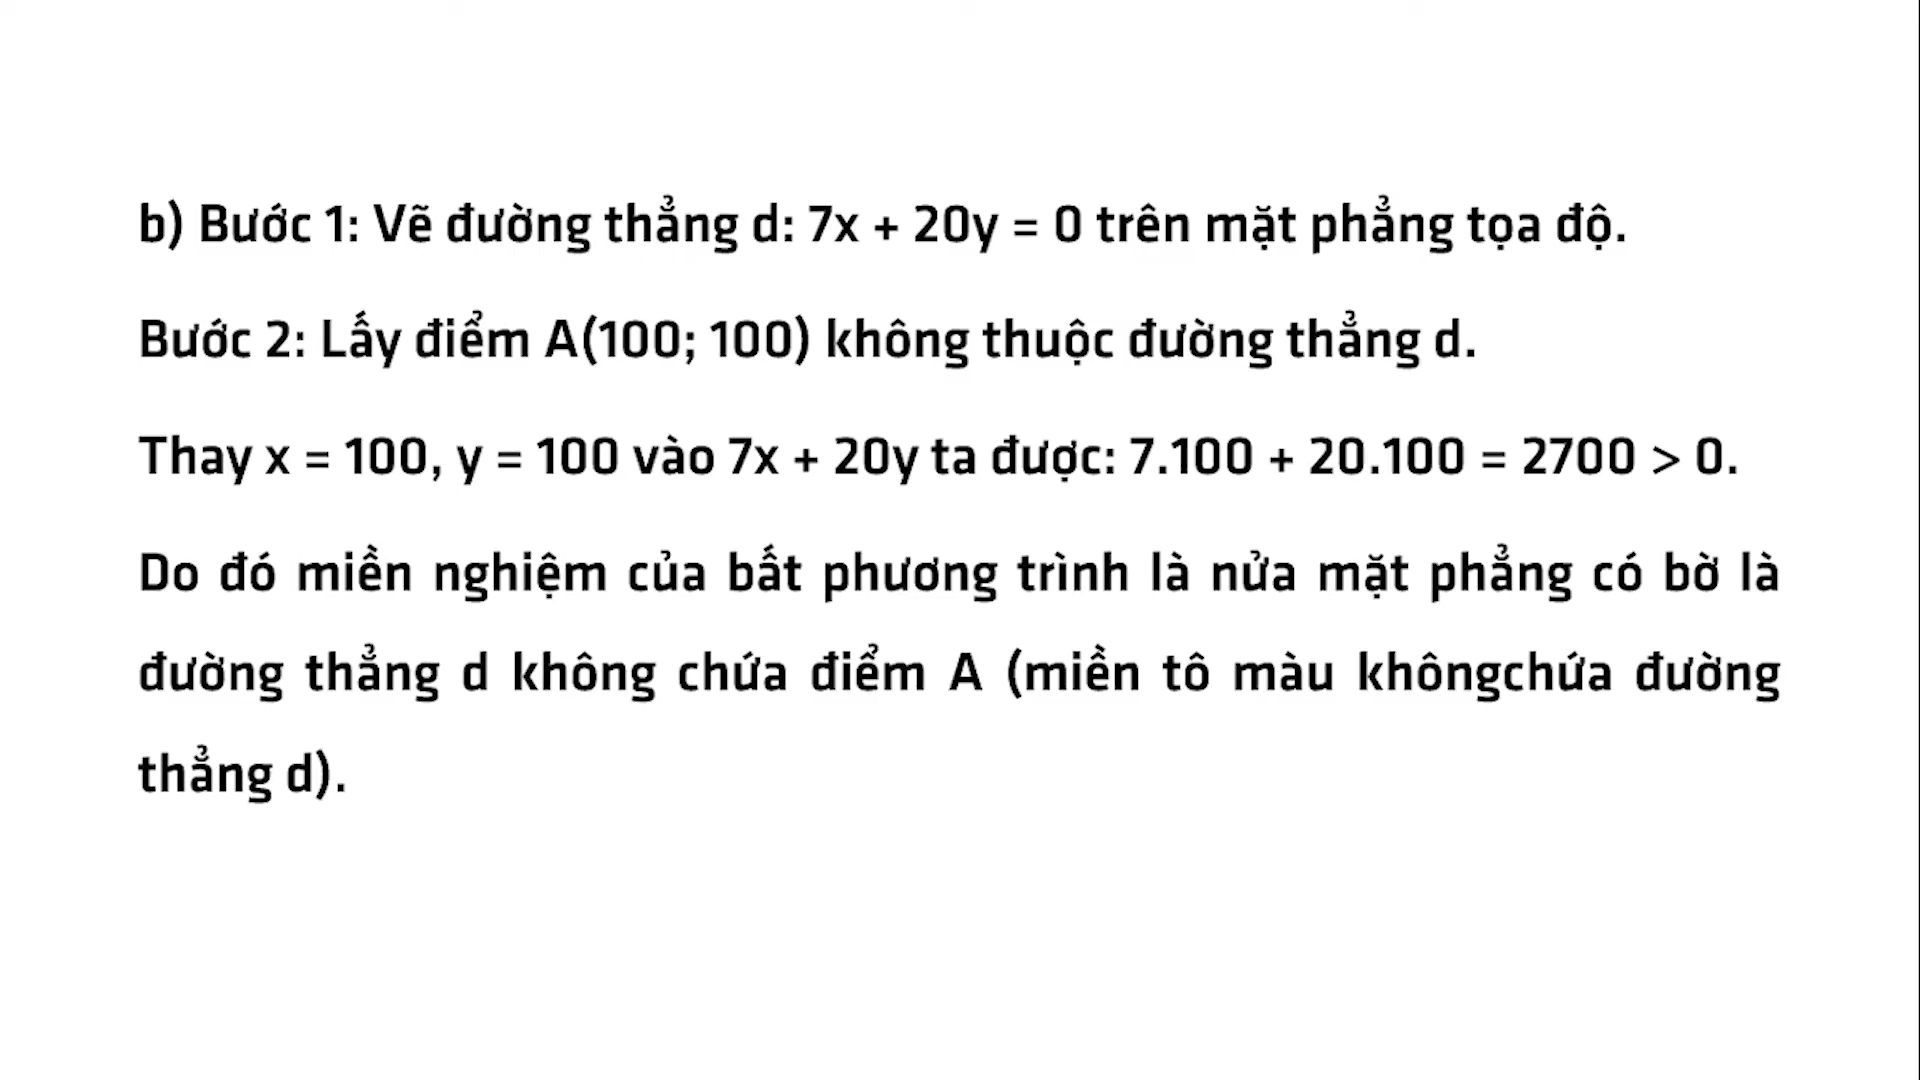 b) Bước 1: Vẽ đường thẳng d: 7x + 20y = 0 trên mặt phẳng tọa độ.
Bước 2: Lấy điểm A(100; 100) không thuộc đường thẳng d.
Thay x = 100, y = 100 vào 7x + 20y ta được: 7.100 + 20.100 = 2700 > 0.
Do đó miền nghiệm của bất phương trình là nửa mặt phẳng có bờ là
đường thẳng d không chứa điểm A (miền tô màu khôngchứa đường
thẳng d).